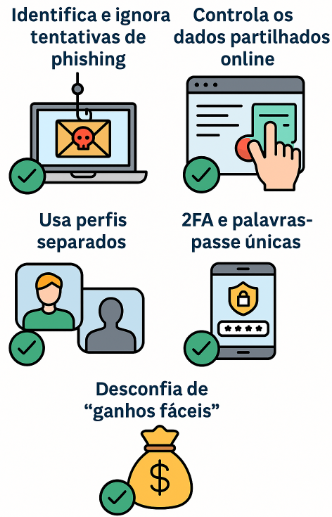 Identifica e ignora
tentativas de
phishing
Controla os
dados partilhados
online
Usa perfis
separados
2FA e palavras-
passe únicas
****
Desconfia de
“ganhos fáceis”
$